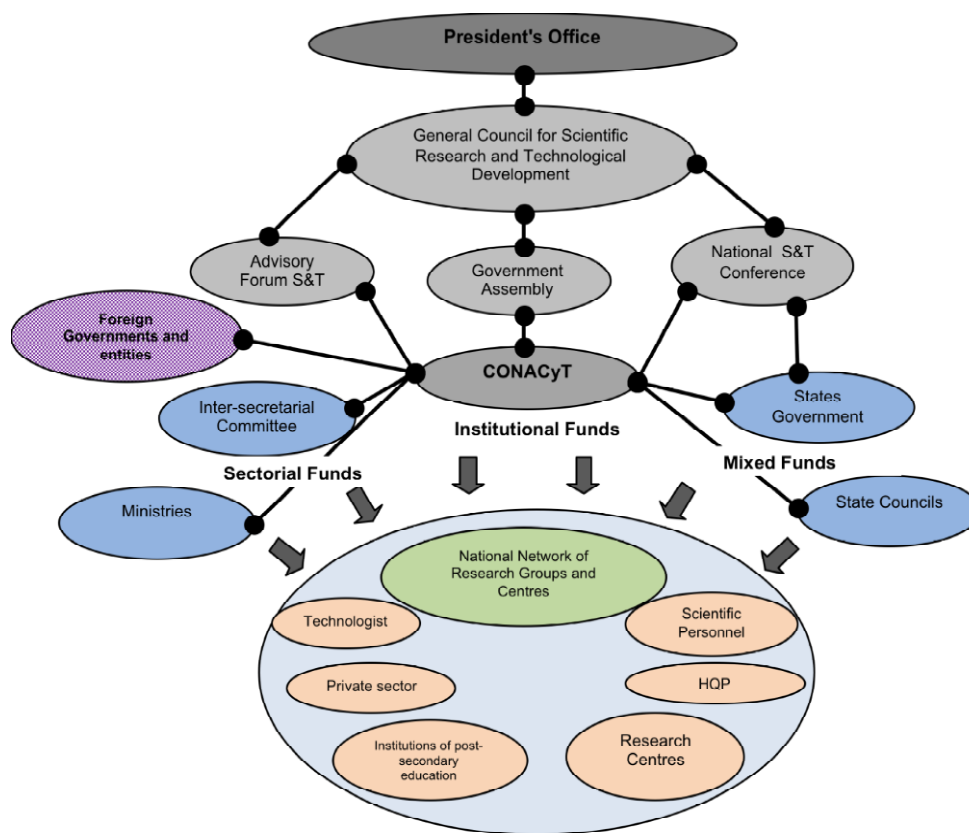 President's Office
General Council for Scientific
Research and Technological
Development
Advisory
Forum S&T
Government
Assembly
National S&T
Conference
Foreign
Governments and
entities
CONACyT
Inter-secretarial
Committee
States
Government
Institutional Funds
Sectorial Funds
Mixed Funds
Ministries
State Councils
National Network of
Research Groups and
Centres
Technologist
Scientific
Personnel
Private sector
HQP
Institutions of post-
secondary
education
Research
Centres